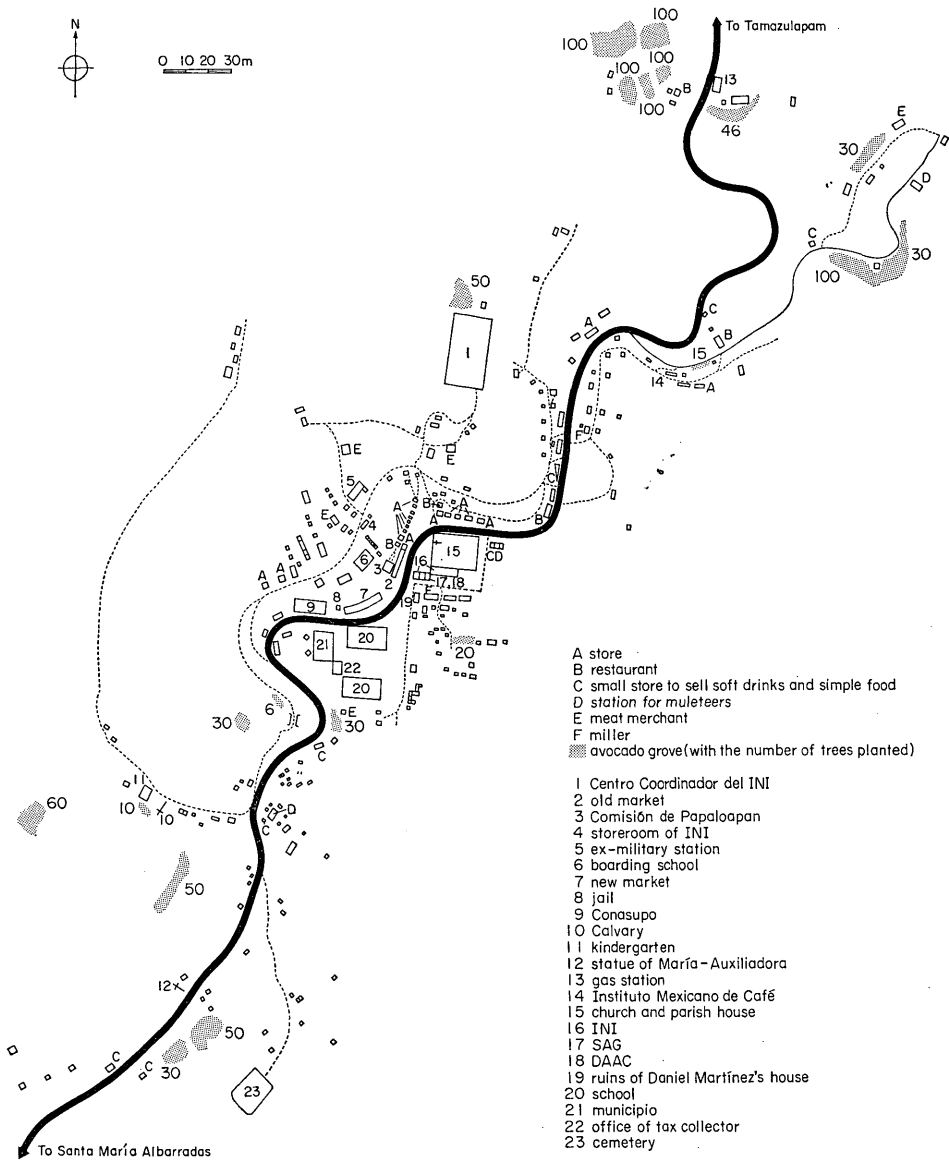 N
0 10 20 30m
To Tamazulapam
100
100
100
100
100
B
13
46
E
30
D
C
30
100
50
1
A
C
B
15
14
A
F
E
E
5
C
A
B
A
A
A
B
4
E
B
A
15
CD
6
3
2
16
17
18
A
A
8
7
19
E
9
20
21
20
22
20
6
E
30
30
C
11
60
10
10
D
C
50
12
50
30
C
C
23
To Santa María Albarradas
A store
B restaurant
C small store to sell soft drinks and simple food
D station for muleteers
E meat merchant
F miller
avocado grove(with the number of trees planted)
1 Centro Coordinador del INI
2 old market
3 Comisión de Papaloapan
4 storeroom of INI
5 ex-military station
6 boarding school
7 new market
8 jail
9 Conasupo
10 Calvary
11 kindergarten
12 statue of María-Auxiliadora
13 gas station
14 Instituto Mexicano de Café
15 church and parish house
16 INI
17 SAG
18 DAAC
19 ruins of Daniel Martínez's house
20 school
21 municipio
22 office of tax collector
23 cemetery